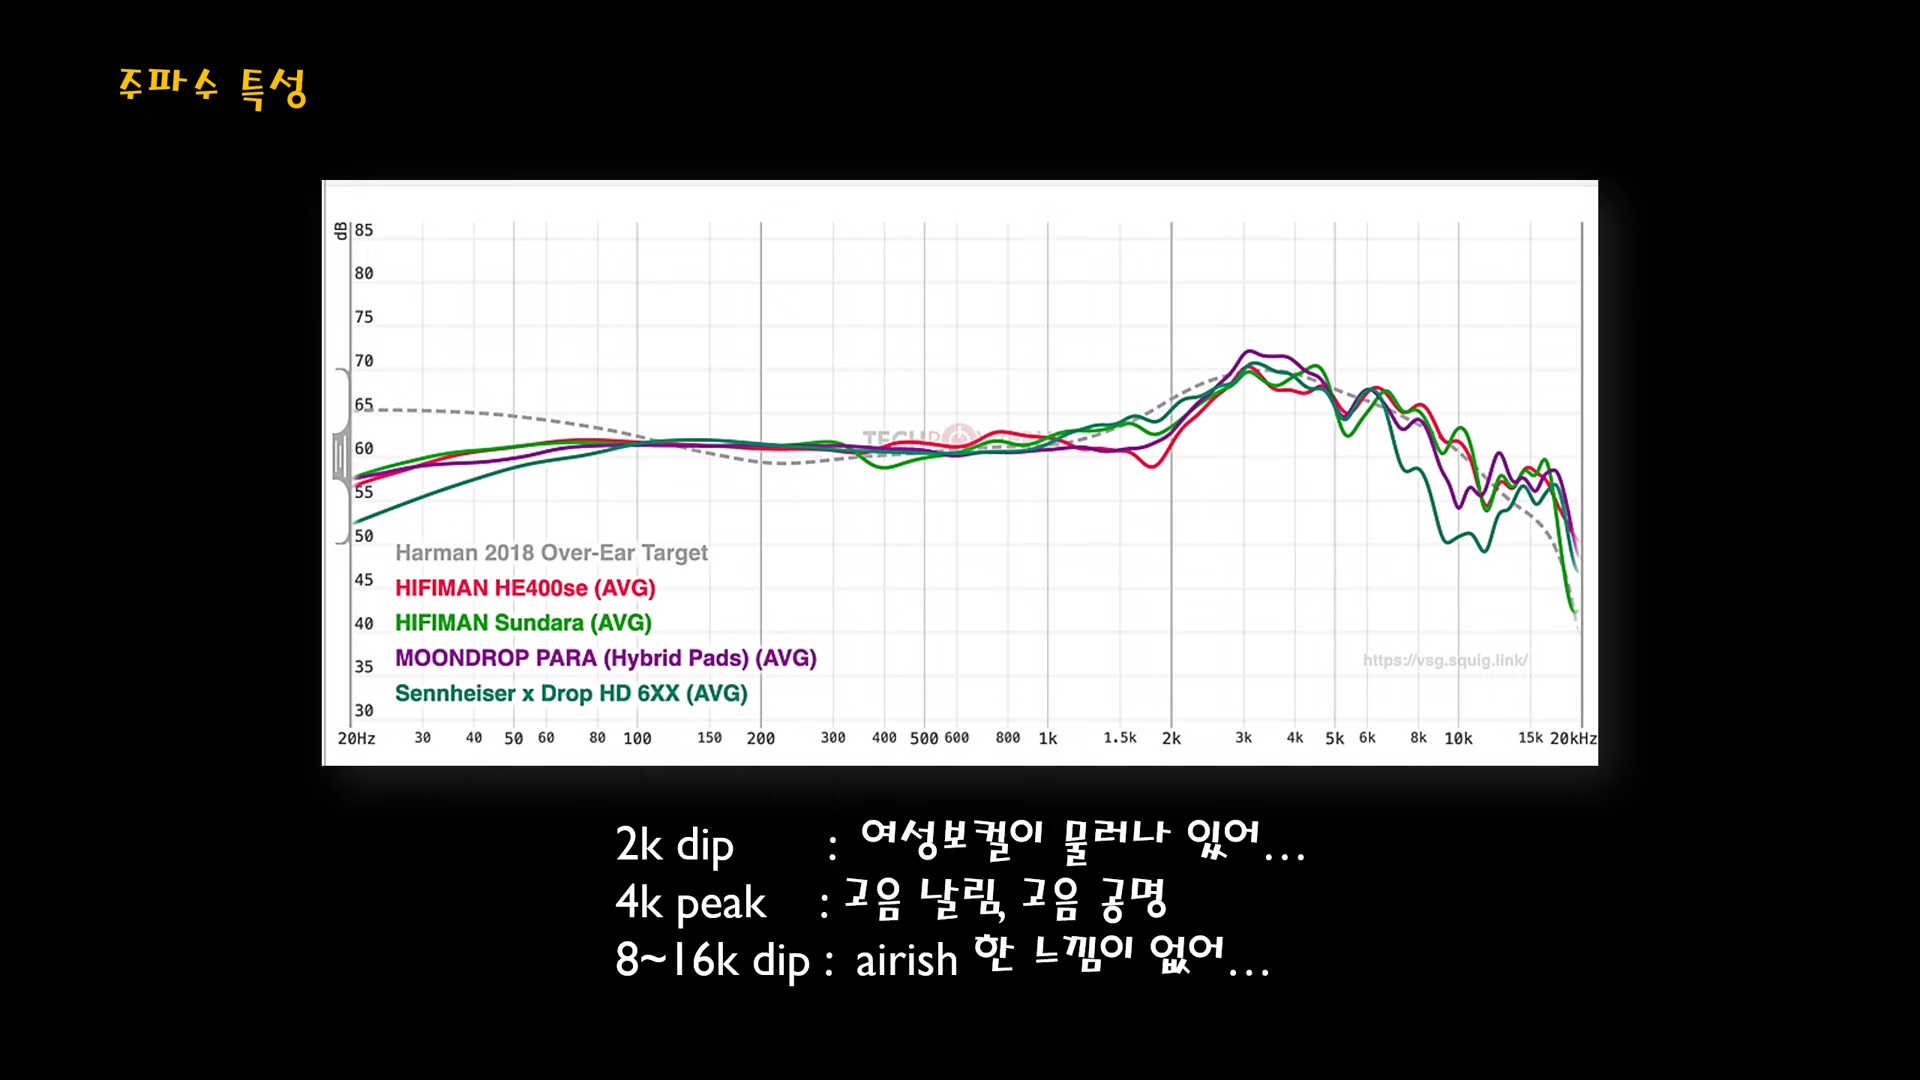 주파수 특성
dB
85
80
75
70
65
60
55
50
45
40
35
30
Harman 2018 Over-Ear Target
HIFIMAN HE400se (AVG)
HIFIMAN Sundara (AVG)
MOONDROP PARA (Hybrid Pads) (AVG)
Sennheiser x Drop HD 6XX (AVG)
https://vsg.squig.link/
20Hz 30 40 50 60 80 100 150 200 300 400 500 600 800 1k 1.5k 2k 3k 4k 5k 6k 8k 10k 15k 20kHz
2k dip : 여성보컬이 물러나 있어...
4k peak : 고음 날림, 고음 공명
8~16k dip : airish 한 느낌이 없어...